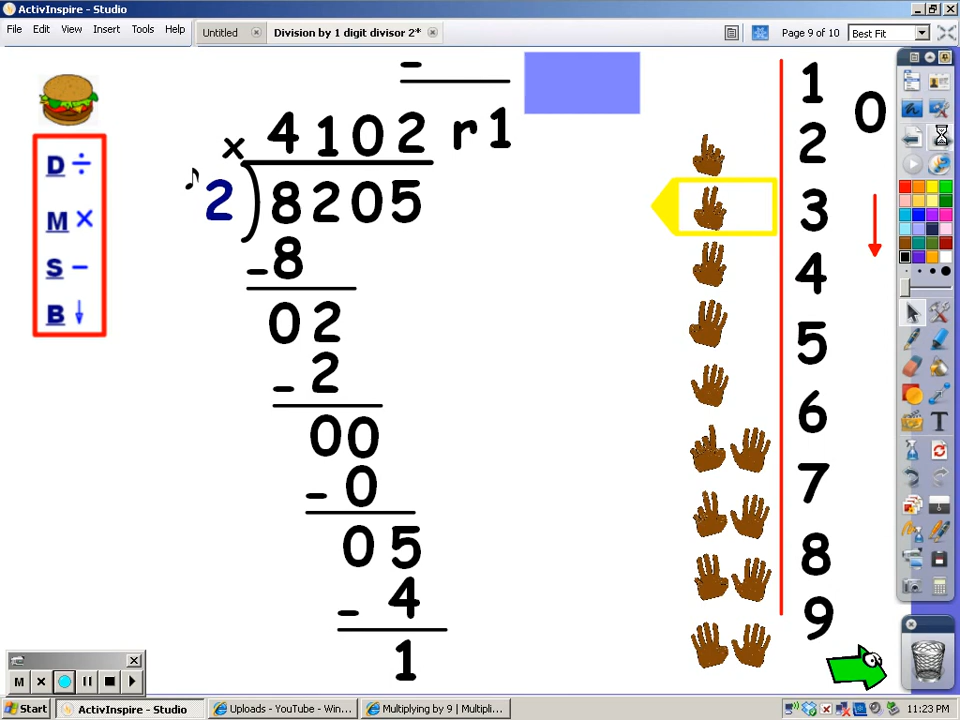 ActivInspire - Studio
File Edit View Insert Tools Help
Untitled
Division by 1 digit divisor 2*
Page 9 of 10
Best Fit
-
x 4102 r1
♪ 2)8205
-8
02
-2
00
-0
05
-4
1
D ÷
M ×
S -
B ↓
1
0
2
3
4
5
6
7
8
9
T
M
Start
ActivInspire - Studio
Uploads - YouTube - Win...
Multiplying by 9 | Multipli...
11:23 PM